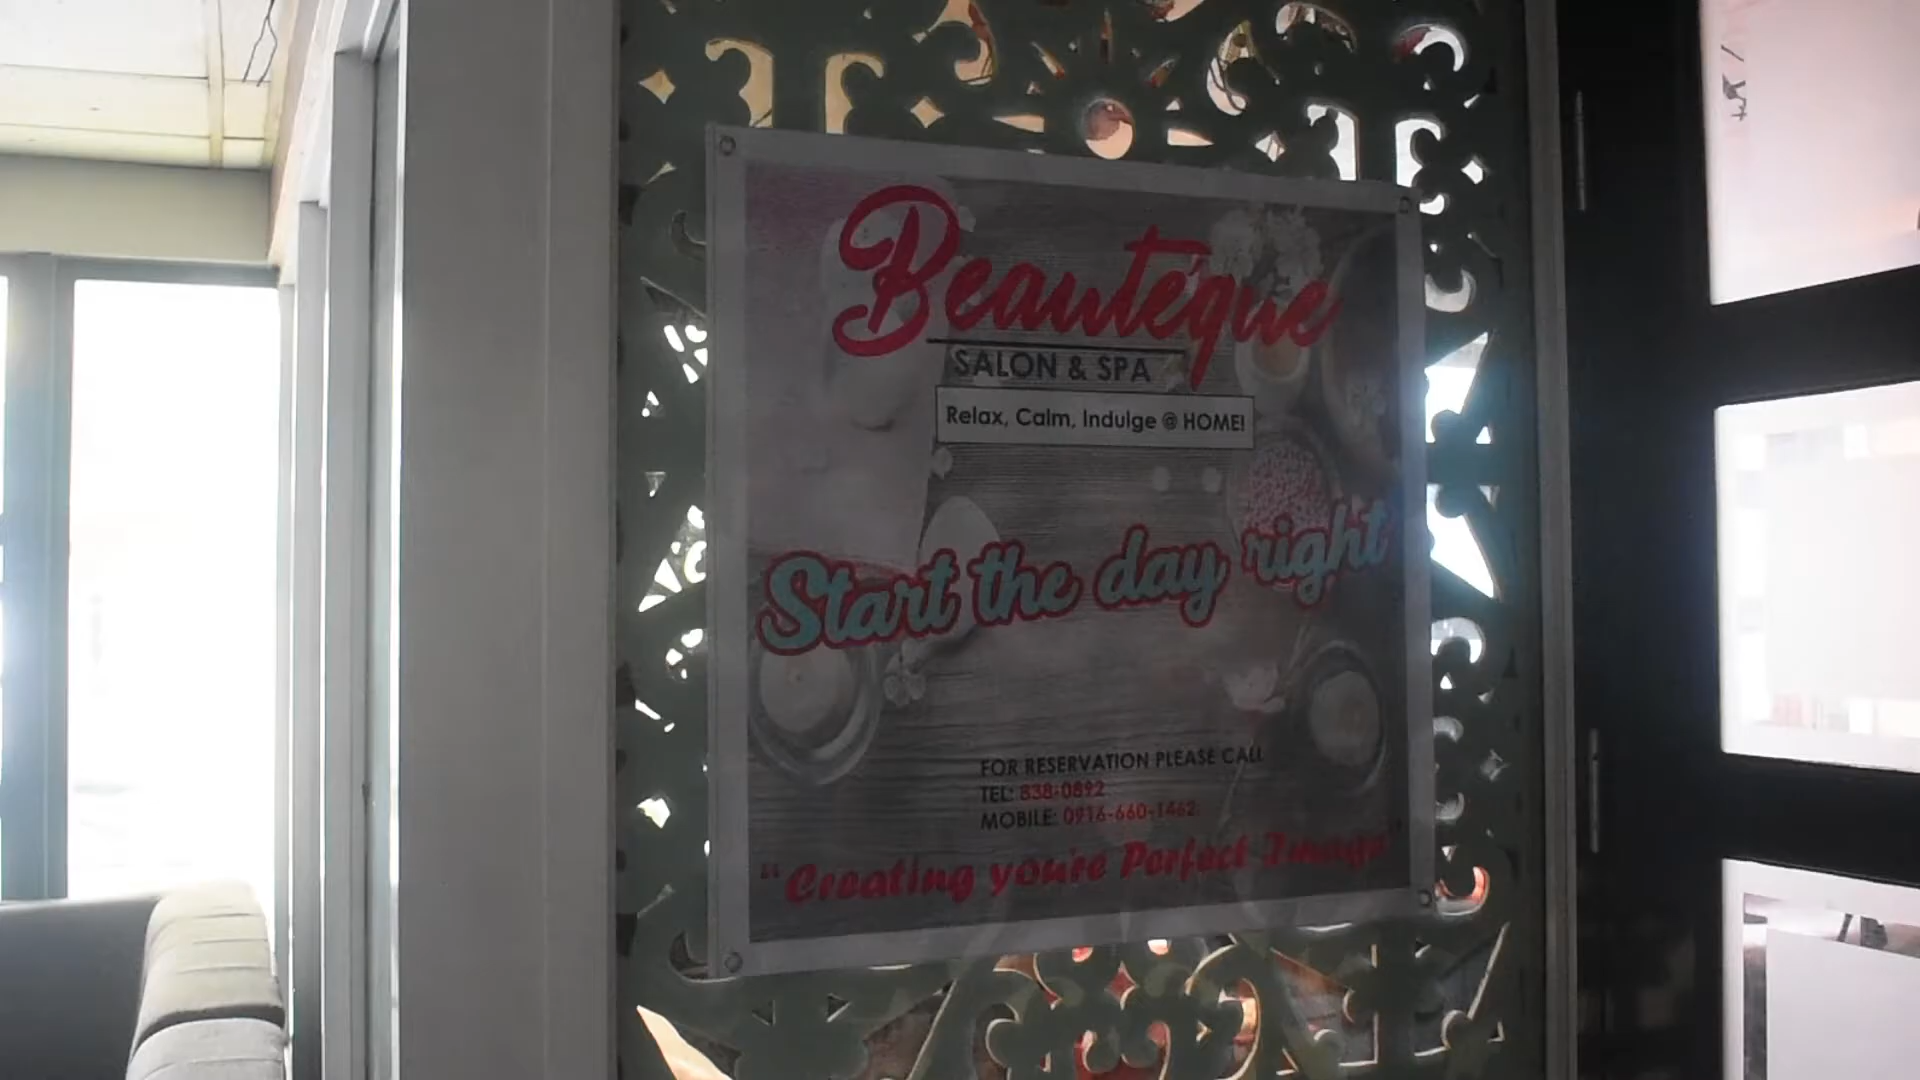 Beautéque
SALON & SPA
Relax, Calm, Indulge @ HOME!
Start the day right
FOR RESERVATION PLEASE CALL
TEL: 838-0892
MOBILE: 0916-660-1462
"Creating you're Perfect Image"